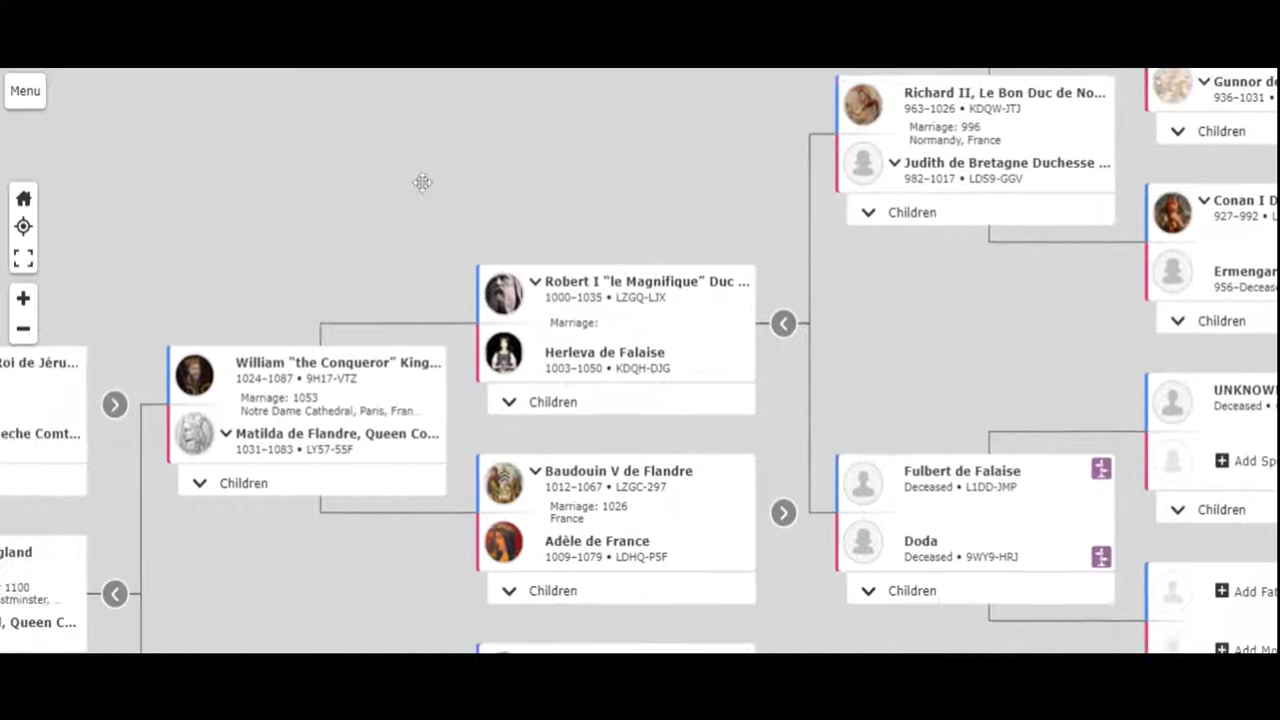 Menu
oi de Jéru...
eche Comt...
gland
r 1100
stminster, ...
, Queen C...
William "the Conqueror" King...
1024–1087 • 9H17-VTZ
Marriage: 1053
Notre Dame Cathedral, Paris, Fran...
Matilda de Flandre, Queen Co...
1031–1083 • LY57-55F
Children
Robert I "le Magnifique" Duc ...
1000–1035 • LZGQ-LJX
Marriage:
Herleva de Falaise
1003–1050 • KDQH-DJG
Children
Baudouin V de Flandre
1012–1067 • LZGC-297
Marriage: 1026
France
Adèle de France
1009–1079 • LDHQ-P5F
Children
Richard II, Le Bon Duc de No...
963–1026 • KDQW-JTJ
Marriage: 996
Normandy, France
Judith de Bretagne Duchesse ...
982–1017 • LDS9-GGV
Children
Fulbert de Falaise
Deceased • L1DD-JMP
Doda
Deceased • 9WY9-HRJ
Children
Gunnor de
936–1031 •
Children
Conan I D
927–992 • L
Ermengar
956–Deceas
Children
UNKNOW
Deceased •
Add Sp
Children
Add Fat
Add Mo